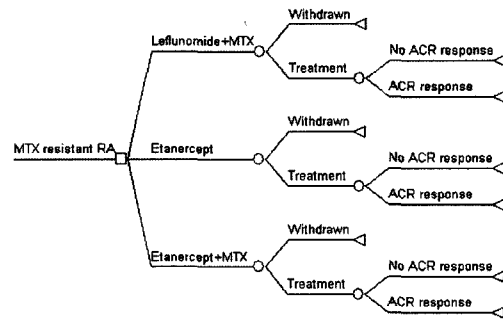 Withdrawn
Leflunomide+MTX
Treatment
No ACR response
ACR response
Withdrawn
MTX resistant RA
Etanercept
Treatment
No ACR response
ACR response
Withdrawn
Etanercept+MTX
Treatment
No ACR response
ACR response